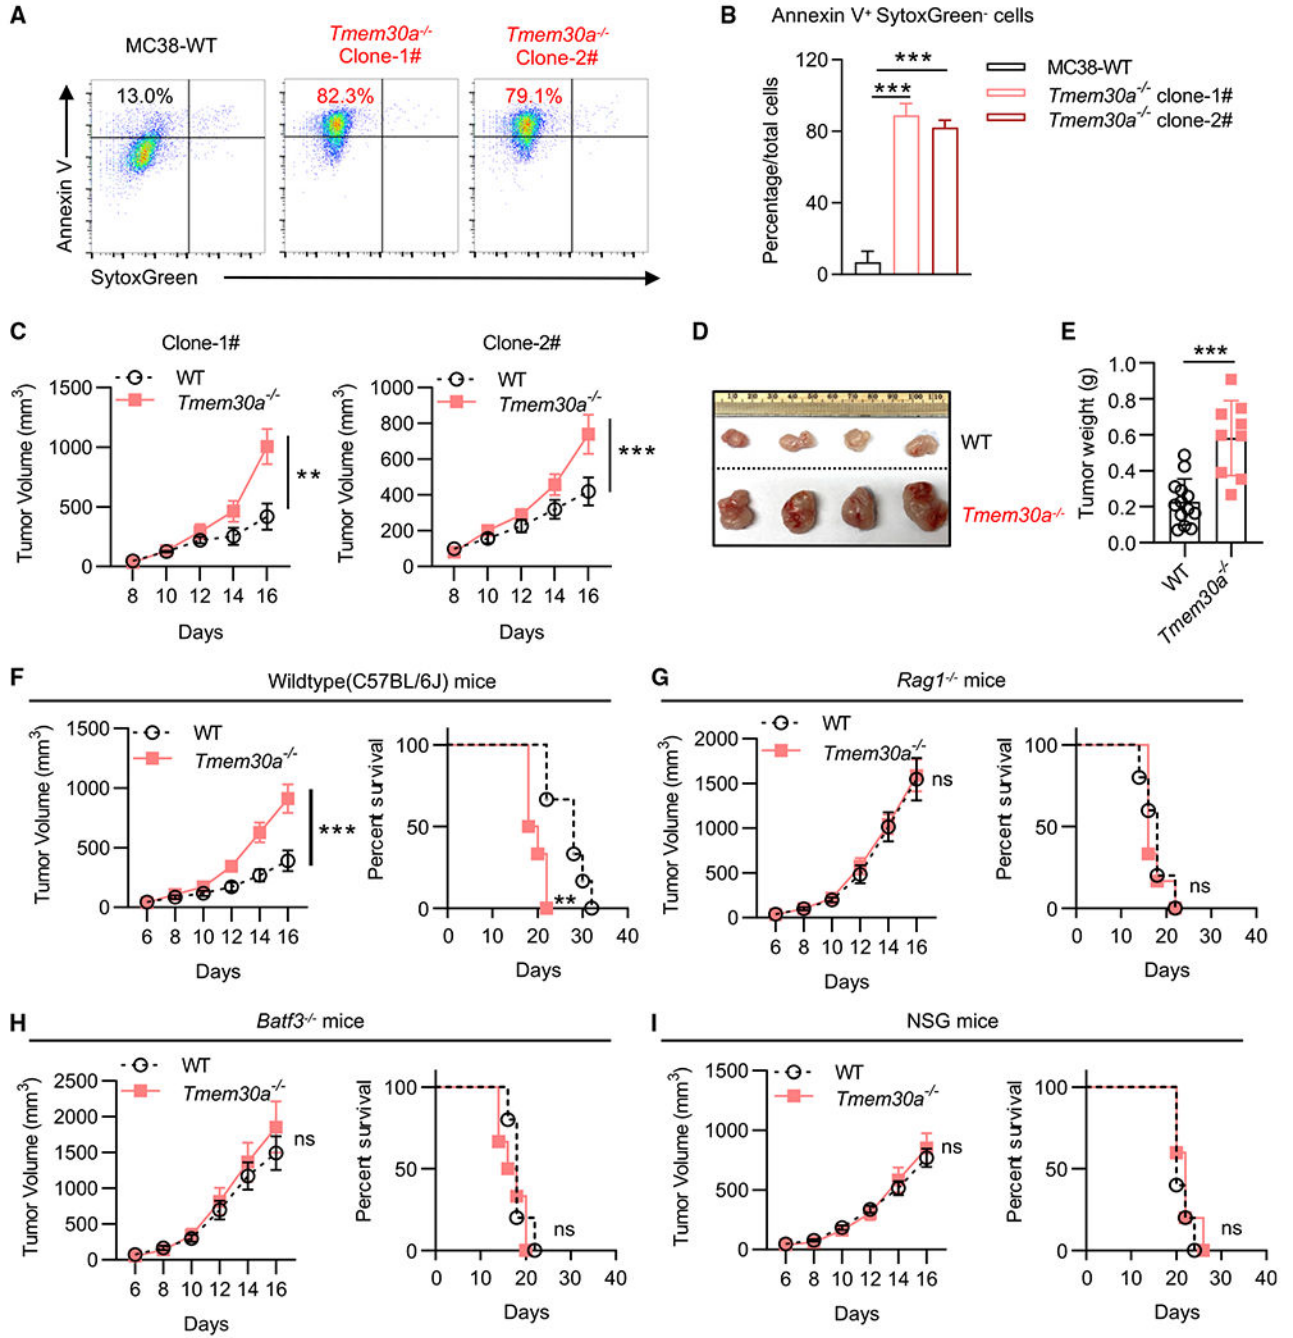 A
MC38-WT
Tmem30a-/-
Clone-1#
Tmem30a-/-
Clone-2#
13.0%
82.3%
79.1%
Annexin V
SytoxGreen
B
Annexin V+ SytoxGreen- cells
Percentage/total cells
120
80
40
0
***
***
MC38-WT
Tmem30a-/- clone-1#
Tmem30a-/- clone-2#
C
Clone-1#
WT
Tmem30a-/-
Tumor Volume (mm3)
1500
1000
500
0
**
8 10 12 14 16
Days
Clone-2#
WT
Tmem30a-/-
Tumor Volume (mm3)
1000
800
600
400
200
0
***
8 10 12 14 16
Days
D
10 20 30 40 50 60 70 80 90 100 110
WT
Tmem30a-/-
E
***
Tumor weight (g)
1.0
0.8
0.6
0.4
0.2
0.0
WT
Tmem30a-/-
F
Wildtype(C57BL/6J) mice
WT
Tmem30a-/-
Tumor Volume (mm3)
1500
1000
500
0
***
6 8 10 12 14 16
Days
Percent survival
100
50
0
**
0 10 20 30 40
Days
G
Rag1-/- mice
WT
Tmem30a-/-
Tumor Volume (mm3)
2000
1500
1000
500
0
ns
6 8 10 12 14 16
Days
Percent survival
100
50
0
ns
0 10 20 30 40
Days
H
Batf3-/- mice
WT
Tmem30a-/-
Tumor Volume (mm3)
2500
2000
1500
1000
500
0
ns
6 8 10 12 14 16
Days
Percent survival
100
50
0
ns
0 10 20 30 40
Days
I
NSG mice
WT
Tmem30a-/-
Tumor Volume (mm3)
1500
1000
500
0
ns
6 8 10 12 14 16
Days
Percent survival
100
50
0
ns
0 10 20 30 40
Days